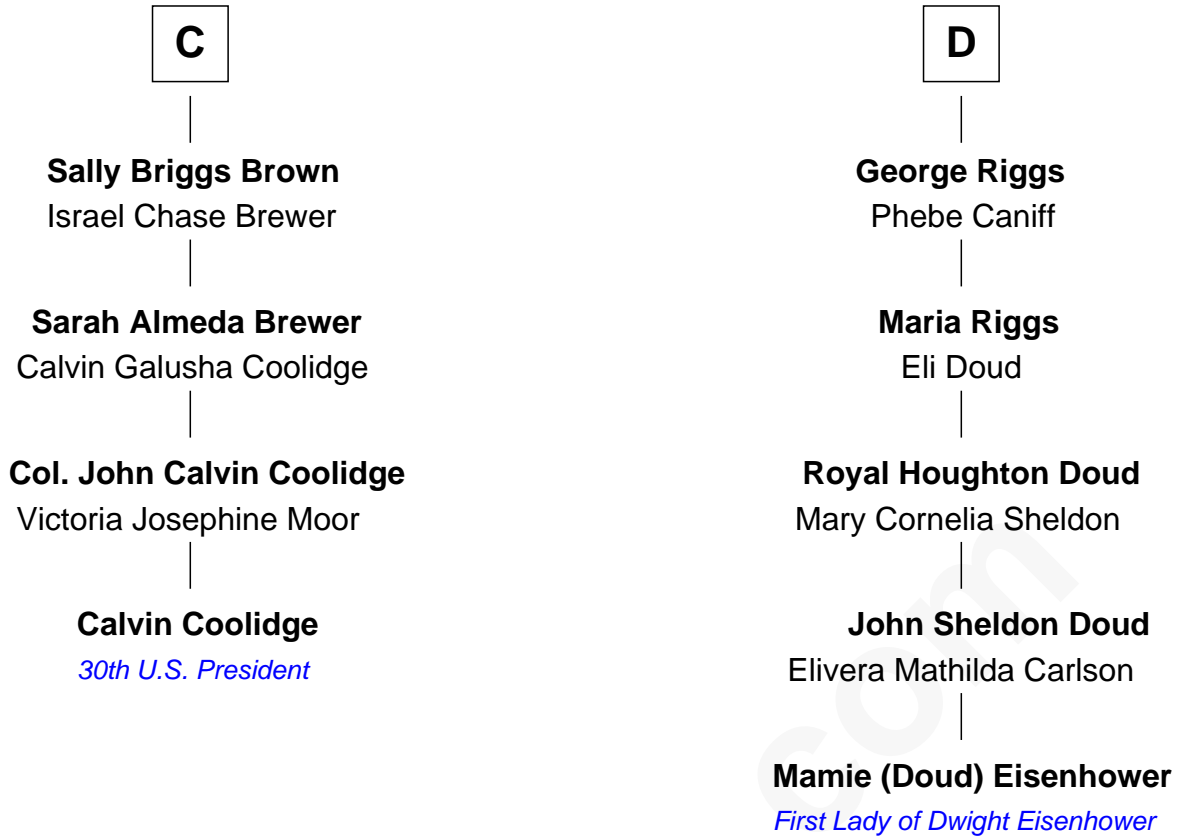 C
Sally Briggs Brown
Israel Chase Brewer
Sarah Almeda Brewer
Calvin Galusha Coolidge
Col. John Calvin Coolidge
Victoria Josephine Moor
Calvin Coolidge
30th U.S. President
D
George Riggs
Phebe Caniff
Maria Riggs
Eli Doud
Royal Houghton Doud
Mary Cornelia Sheldon
John Sheldon Doud
Elivera Mathilda Carlson
Mamie (Doud) Eisenhower
First Lady of Dwight Eisenhower
com